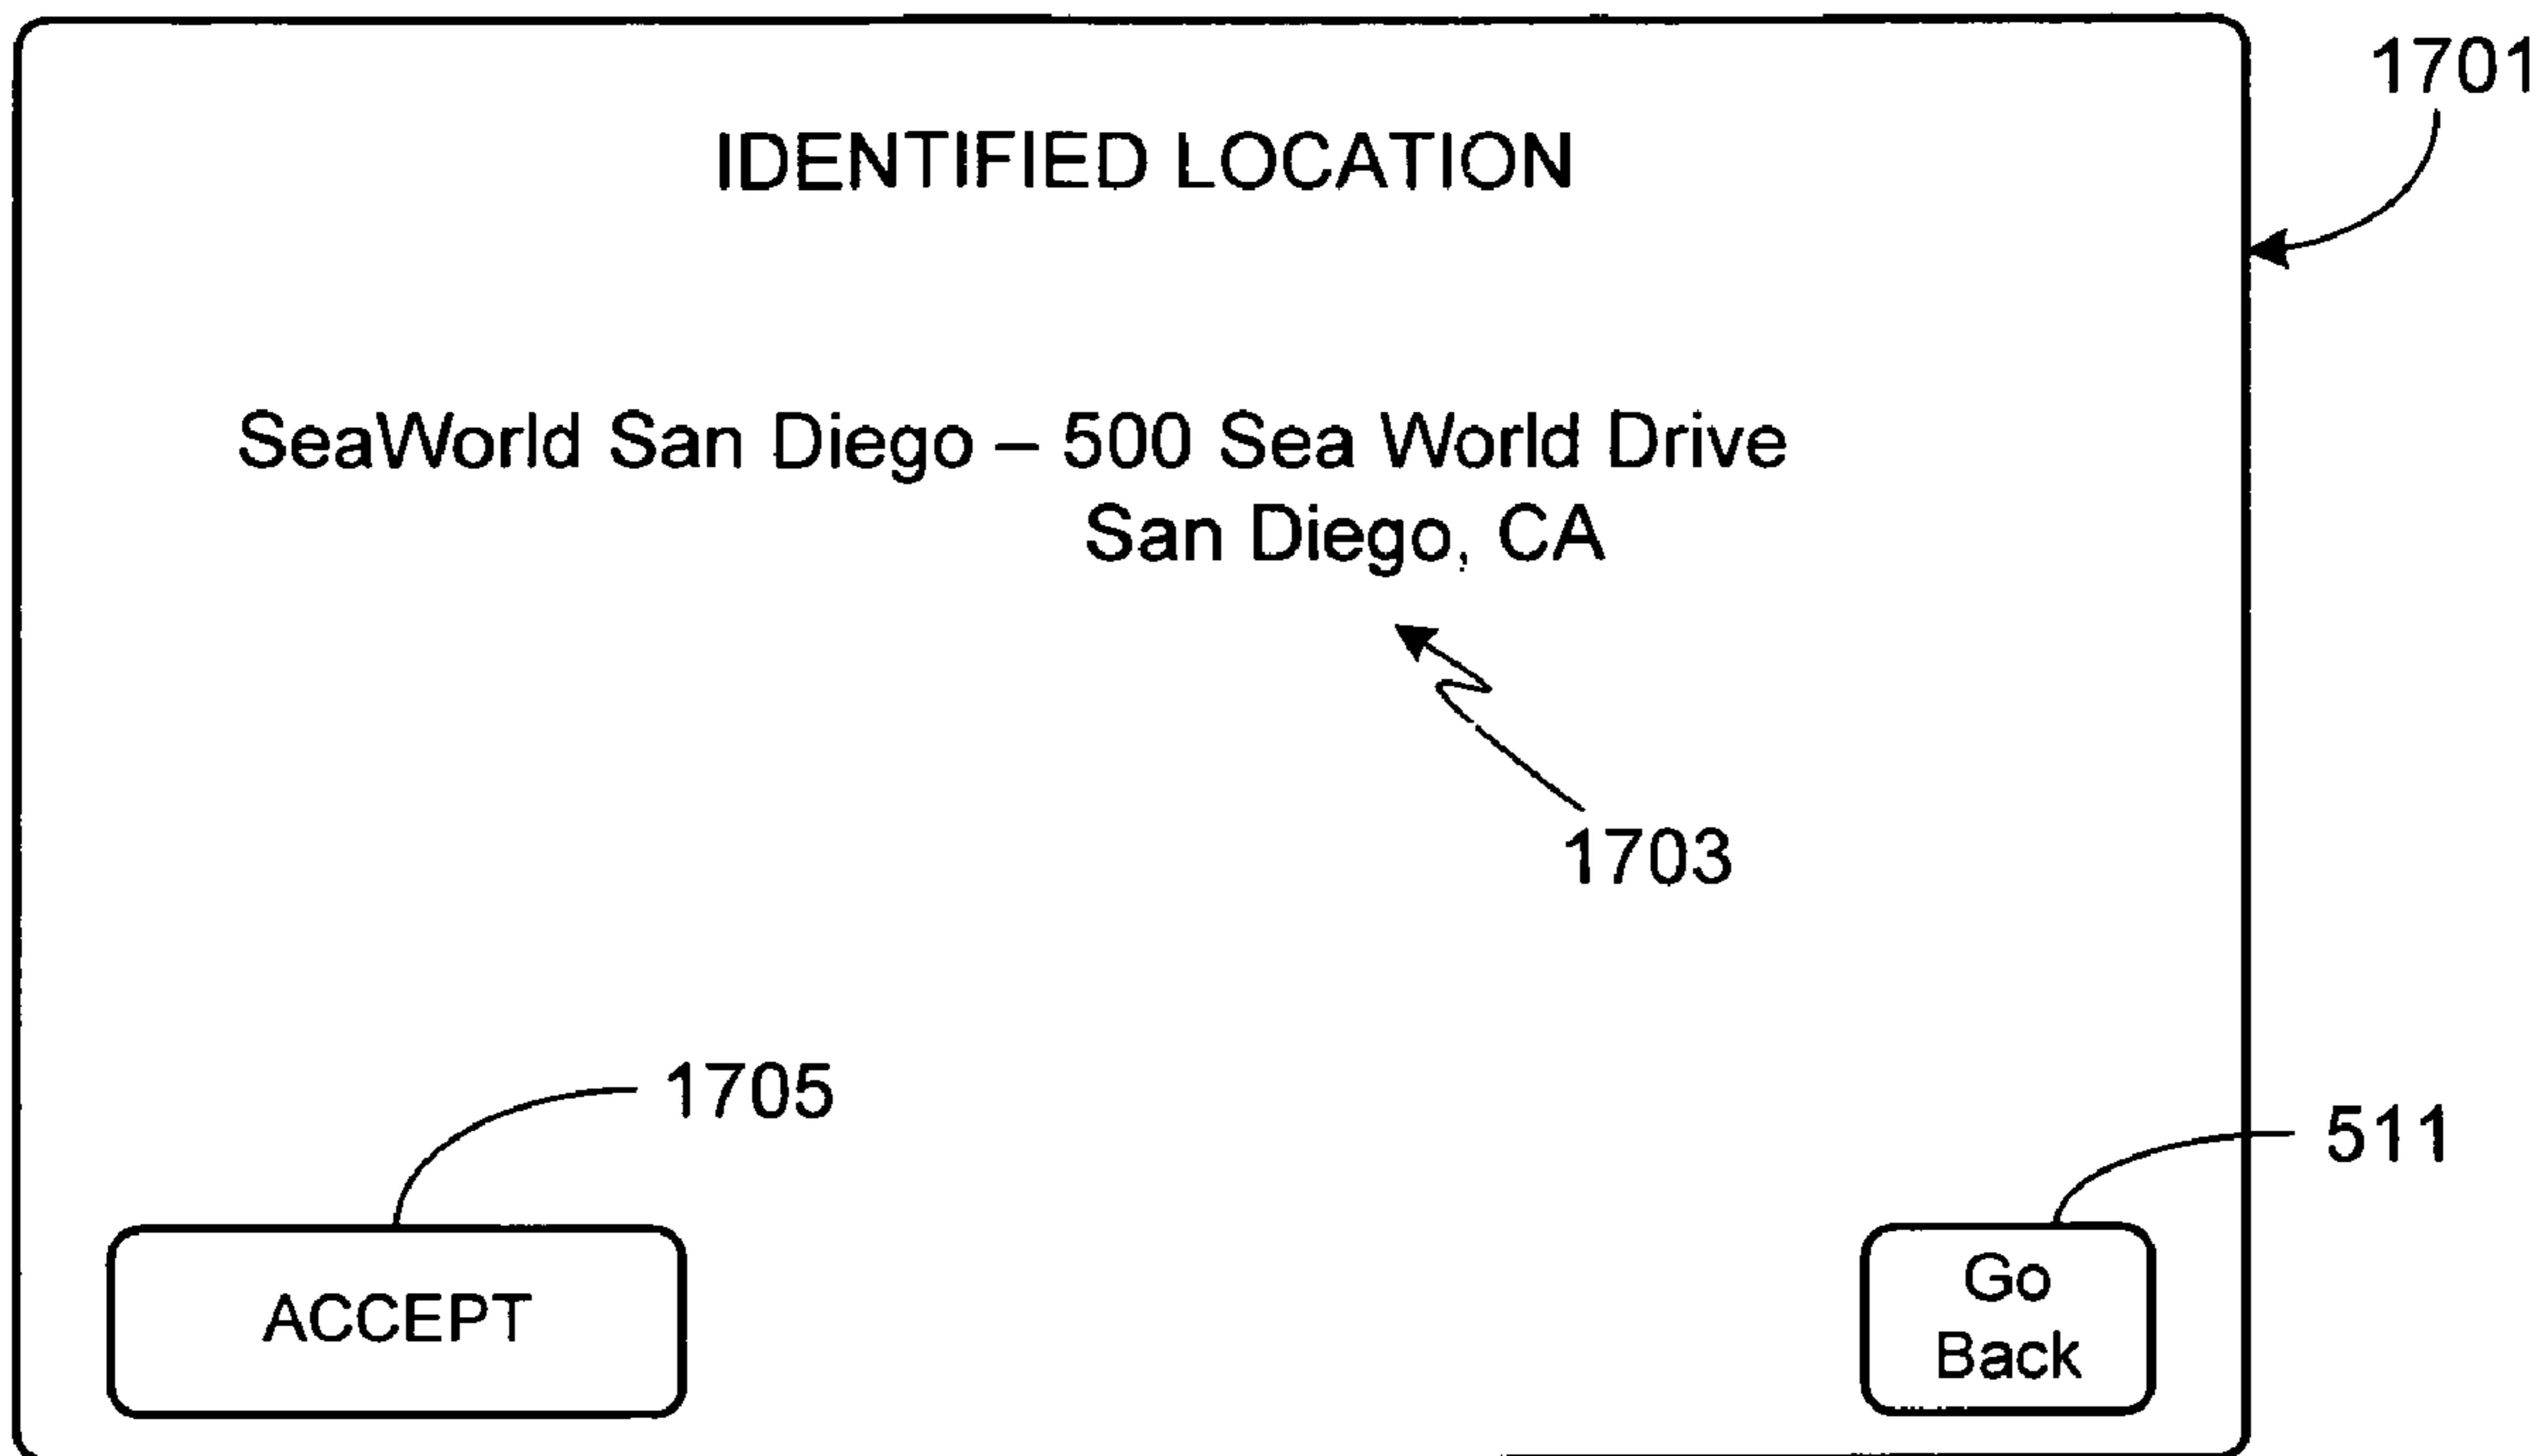 1701
IDENTIFIED LOCATION
SeaWorld San Diego – 500 Sea World Drive
San Diego, CA
1703
1705
511
ACCEPT
Go
Back